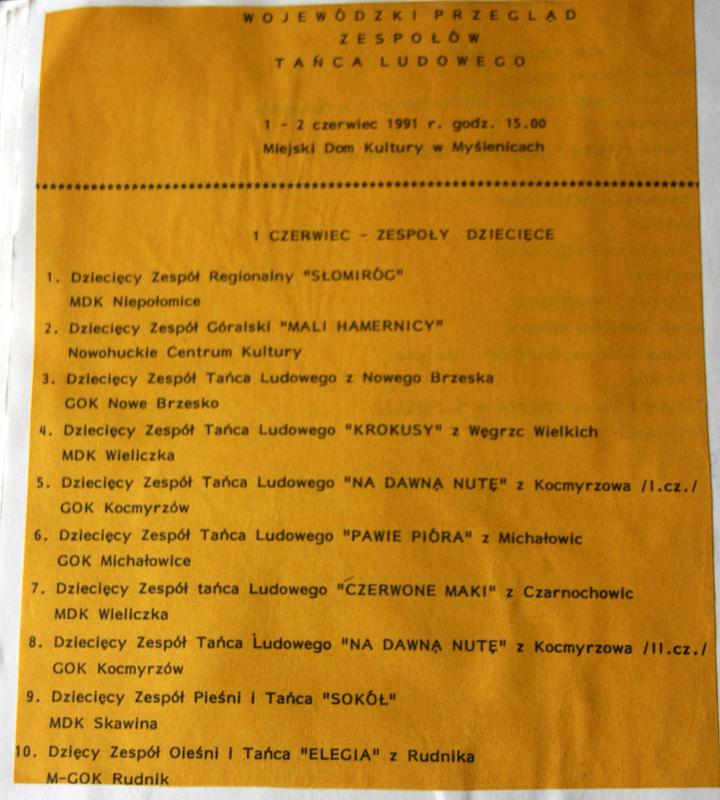 WOJEWÓDZKI PRZEGLĄD
ZESPOŁÓW
TAŃCA LUDOWEGO
1 - 2 czerwiec 1991 r. godz. 15.00
Miejski Dom Kultury w Myślenicach
************************************************************
1 CZERWIEC - ZESPOŁY DZIECIĘCE
1. Dziecięcy Zespół Regionalny "SŁOMIRÓG"
MDK Niepołomice
2. Dziecięcy Zespół Góralski "MALI HAMERNICY"
Nowohuckie Centrum Kultury
3. Dziecięcy Zespół Tańca Ludowego z Nowego Brzeska
GOK Nowe Brzesko
4. Dziecięcy Zespół Tańca Ludowego "KROKUSY" z Węgrzc Wielkich
MDK Wieliczka
5. Dziecięcy Zespół Tańca Ludowego "NA DAWNĄ NUTĘ" z Kocmyrzowa /I.cz./
GOK Kocmyrzów
6. Dziecięcy Zespół Tańca Ludowego "PAWIE PIÓRA" z Michałowic
GOK Michałowice
7. Dziecięcy Zespół tańca Ludowego "CZERWONE MAKI" z Czarnochowic
MDK Wieliczka
8. Dziecięcy Zespół Tańca Ludowego "NA DAWNĄ NUTĘ" z Kocmyrzowa /II.cz./
GOK Kocmyrzów
9. Dziecięcy Zespół Pieśni i Tańca "SOKÓŁ"
MDK Skawina
10. Dzięcy Zespół Oieśni i Tańca "ELEGIA" z Rudnika
M-GOK Rudnik